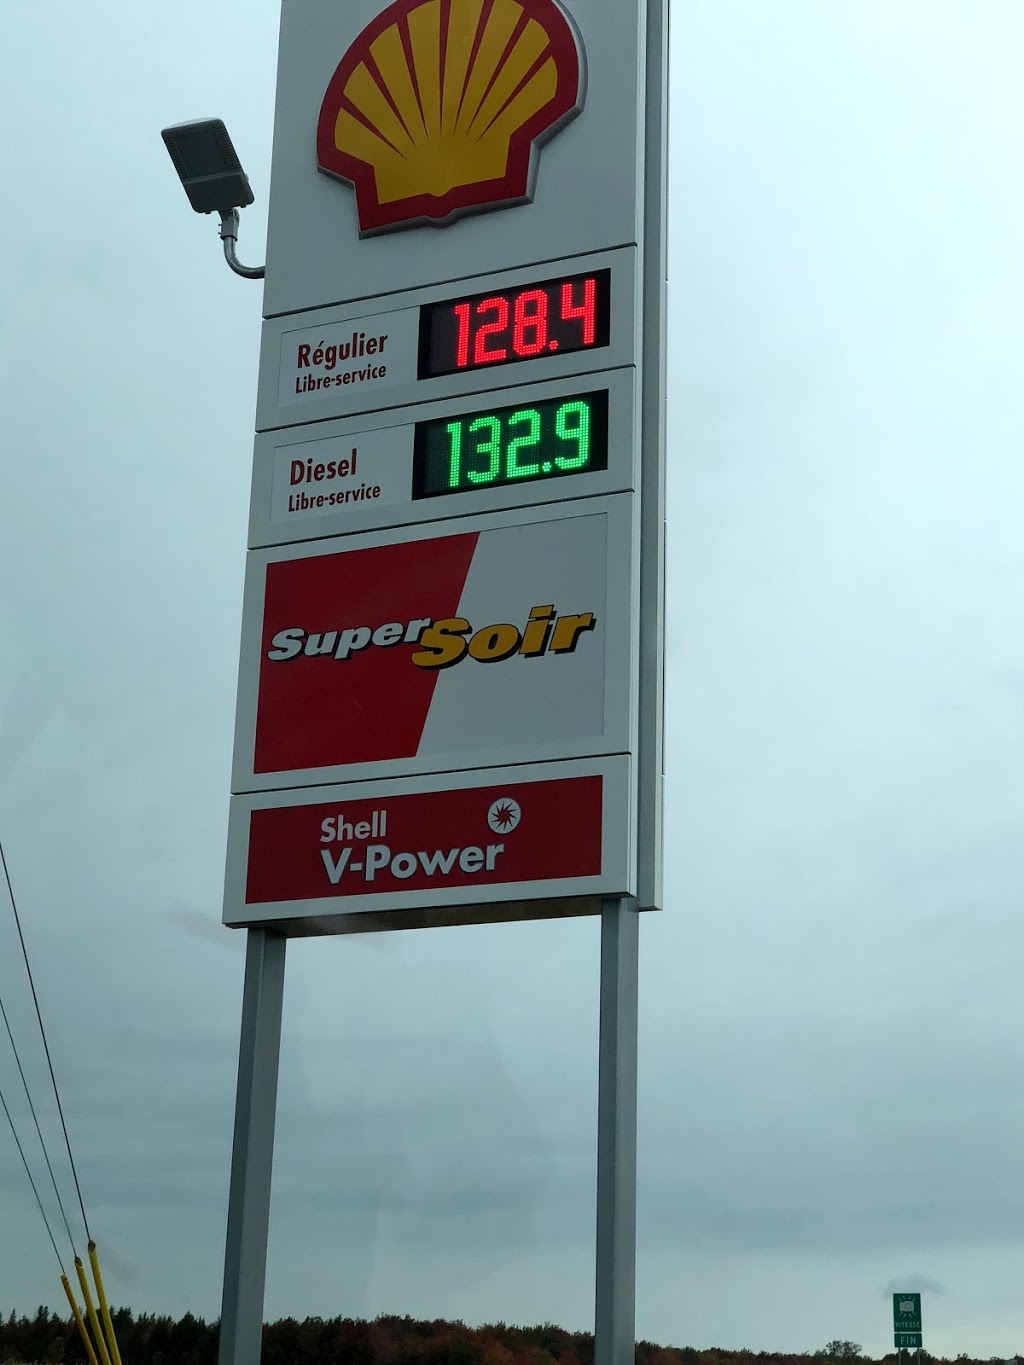 Régulier
Libre-service
128.4
Diesel
Libre-service
132.9
Super Soir
Shell
V-Power
VITESSE
FIN